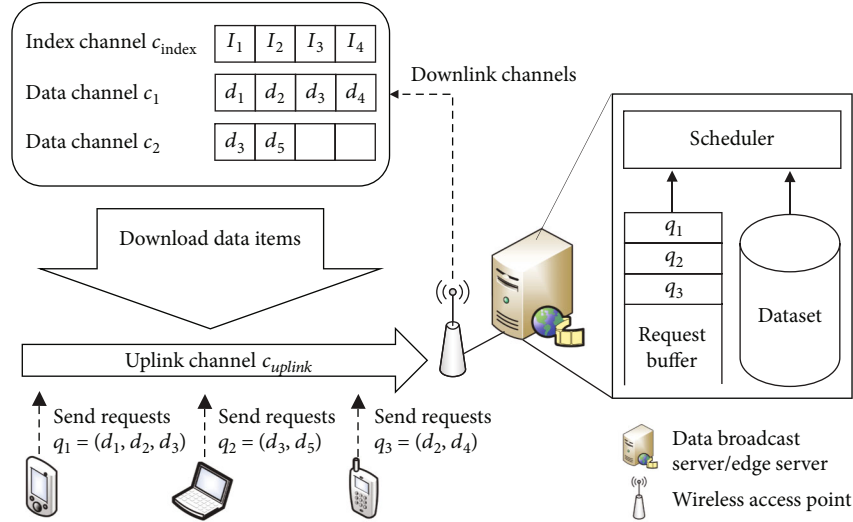 Index channel c_index I_1 I_2 I_3 I_4
Data channel c_1 d_1 d_2 d_3 d_4
Data channel c_2 d_3 d_5
Downlink channels
Download data items
Uplink channel c_uplink
Send requests
q_1 = (d_1, d_2, d_3)
Send requests
q_2 = (d_3, d_5)
Send requests
q_3 = (d_2, d_4)
Scheduler
q_1
q_2
q_3
Request
buffer
Dataset
Data broadcast
server/edge server
Wireless access point